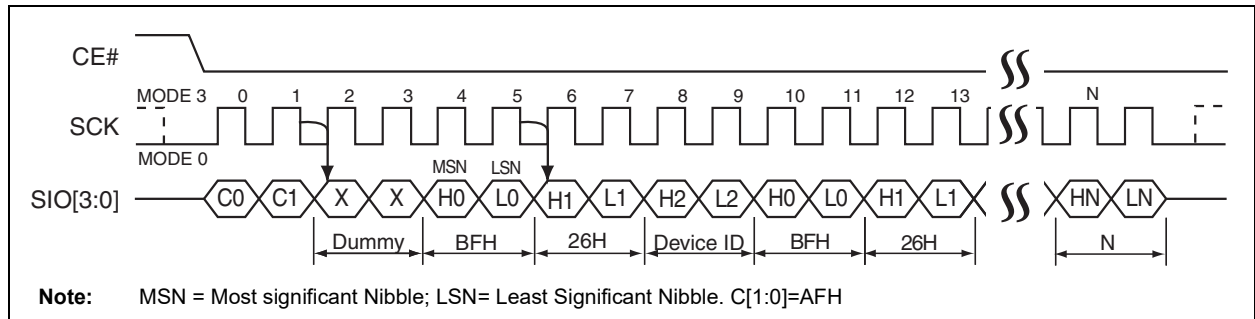 CE#
MODE 3 0 1 2 3 4 5 6 7 8 9 10 11 12 13 N
SCK
MODE 0
MSN LSN
SIO[3:0] C0 C1 X X H0 L0 H1 L1 H2 L2 H0 L0 H1 L1 HN LN
Dummy BFH 26H Device ID BFH 26H N
Note: MSN = Most significant Nibble; LSN= Least Significant Nibble. C[1:0]=AFH